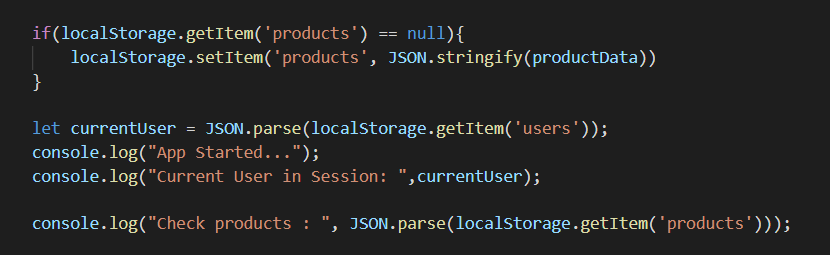 if(localStorage.getItem('products') == null){
    localStorage.setItem('products', JSON.stringify(productData))
}
let currentUser = JSON.parse(localStorage.getItem('users'));
console.log("App Started...");
console.log("Current User in Session: ",currentUser);
console.log("Check products : ", JSON.parse(localStorage.getItem('products')));